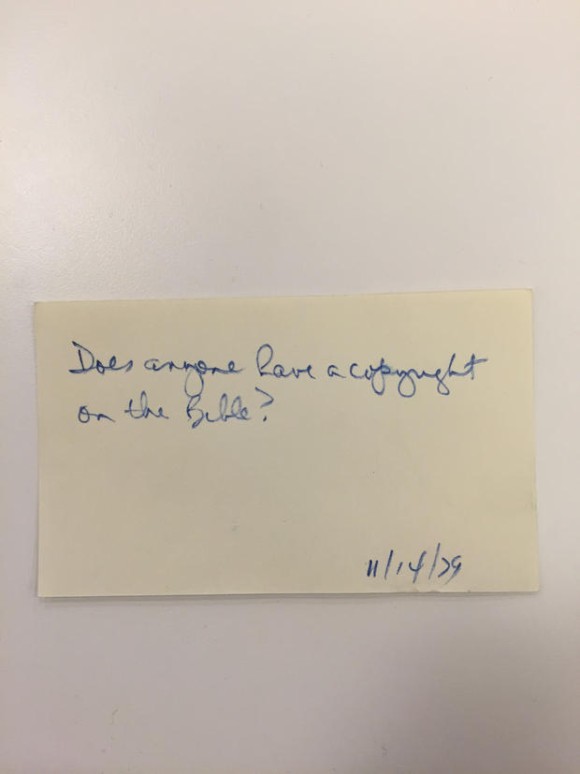 Does anyone have a copyright
on the Bible?
11/14/79